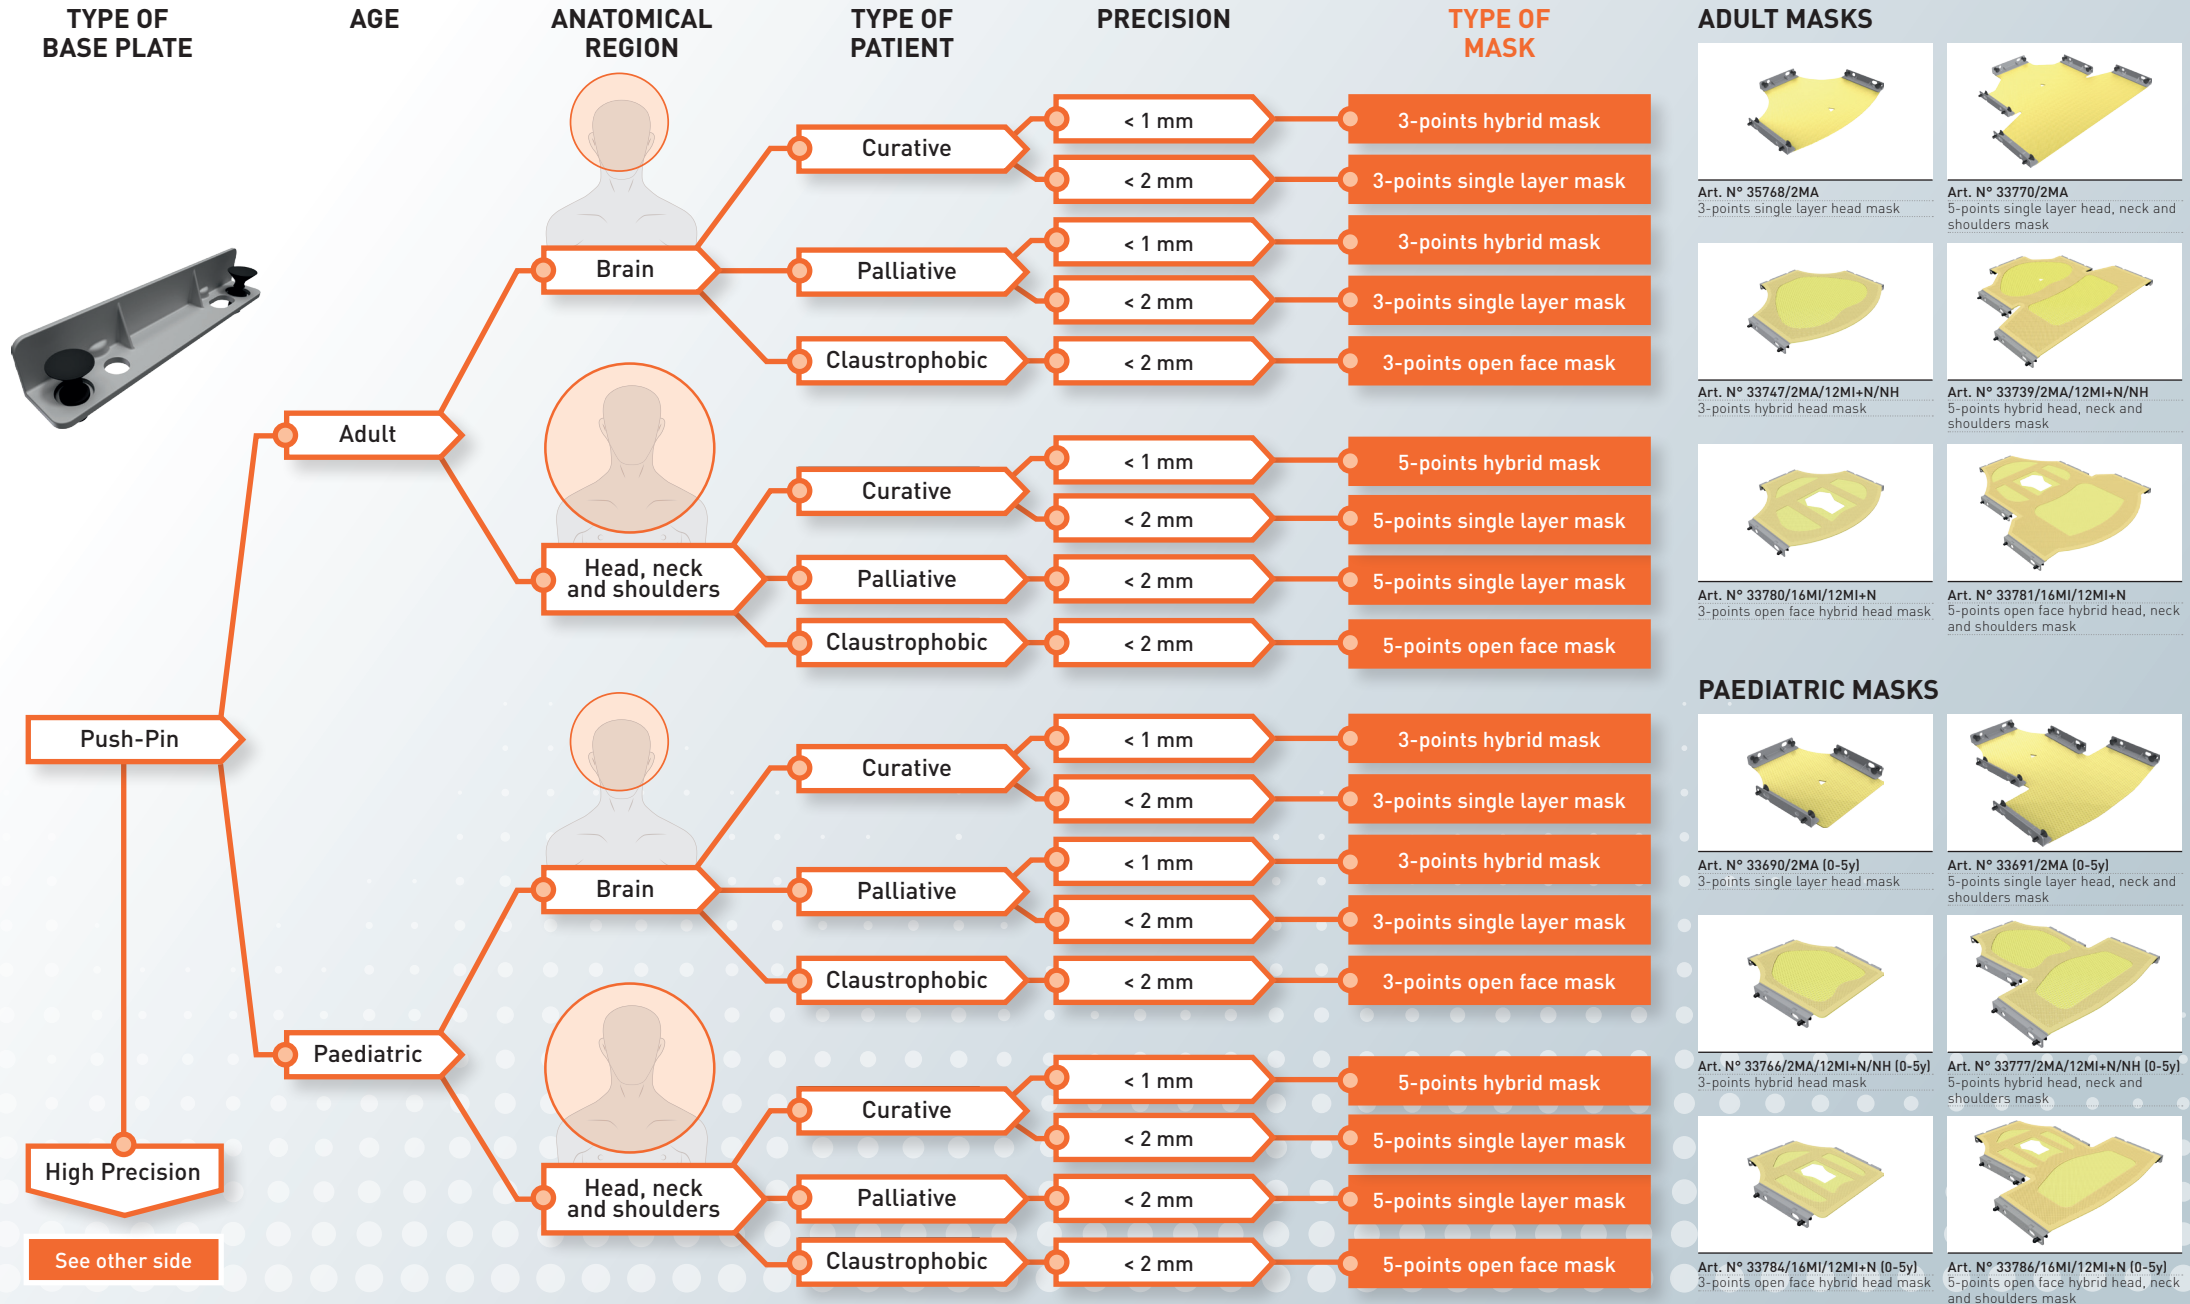 TYPE OF
BASE PLATE
AGE
ANATOMICAL
REGION
TYPE OF
PATIENT
PRECISION
TYPE OF
MASK
Push-Pin
High Precision
See other side
Adult
Brain
Curative
< 1 mm
3-points hybrid mask
< 2 mm
3-points single layer mask
Palliative
< 1 mm
3-points hybrid mask
< 2 mm
3-points single layer mask
Claustrophobic
< 2 mm
3-points open face mask
Head, neck
and shoulders
Curative
< 1 mm
5-points hybrid mask
< 2 mm
5-points single layer mask
Palliative
< 2 mm
5-points single layer mask
Claustrophobic
< 2 mm
5-points open face mask
Paediatric
Brain
Curative
< 1 mm
3-points hybrid mask
< 2 mm
3-points single layer mask
Palliative
< 1 mm
3-points hybrid mask
< 2 mm
3-points single layer mask
Claustrophobic
< 2 mm
3-points open face mask
Head, neck
and shoulders
Curative
< 1 mm
5-points hybrid mask
< 2 mm
5-points single layer mask
Palliative
< 2 mm
5-points single layer mask
Claustrophobic
< 2 mm
5-points open face mask
ADULT MASKS
Art. N° 35768/2MA
3-points single layer head mask
Art. N° 33770/2MA
5-points single layer head, neck and
shoulders mask
Art. N° 33747/2MA/12MI+N/NH
3-points hybrid head mask
Art. N° 33739/2MA/12MI+N/NH
5-points hybrid head, neck and
shoulders mask
Art. N° 33780/16MI/12MI+N
3-points open face hybrid head mask
Art. N° 33781/16MI/12MI+N
5-points open face hybrid head, neck
and shoulders mask
PAEDIATRIC MASKS
Art. N° 33690/2MA (0-5y)
3-points single layer head mask
Art. N° 33691/2MA (0-5y)
5-points single layer head, neck and
shoulders mask
Art. N° 33766/2MA/12MI+N/NH (0-5y)
3-points hybrid head mask
Art. N° 33777/2MA/12MI+N/NH (0-5y)
5-points hybrid head, neck and
shoulders mask
Art. N° 33784/16MI/12MI+N (0-5y)
3-points open face hybrid head mask
Art. N° 33786/16MI/12MI+N (0-5y)
5-points open face hybrid head, neck
and shoulders mask